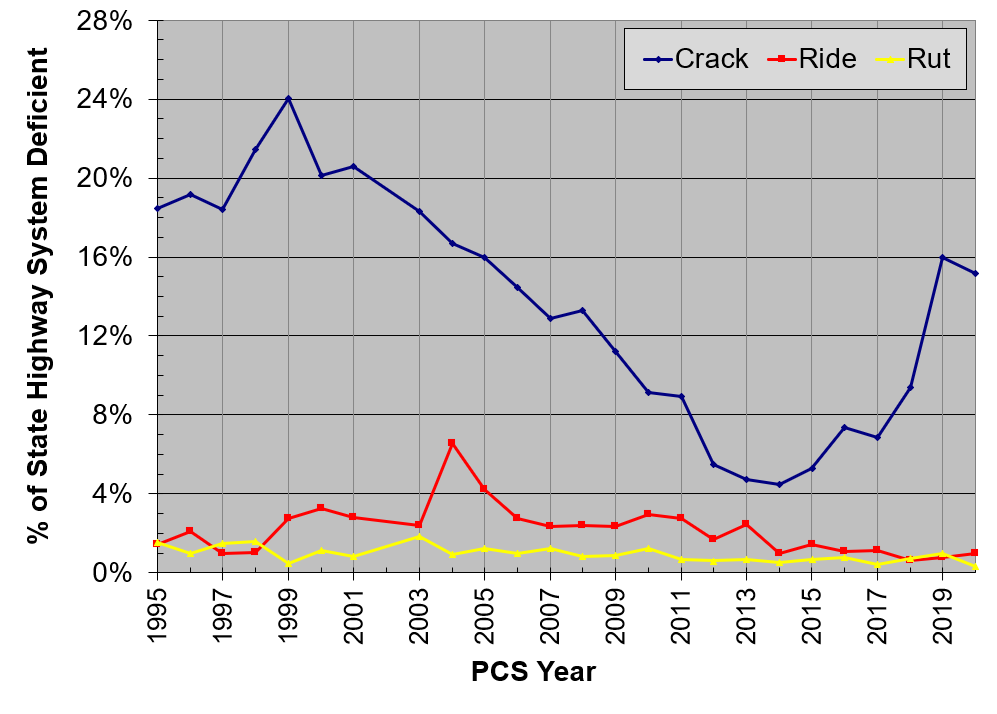 28%
24%
20%
16%
12%
8%
4%
0%
% of State Highway System Deficient
Crack Ride Rut
1995 1997 1999 2001 2003 2005 2007 2009 2011 2013 2015 2017 2019
PCS Year